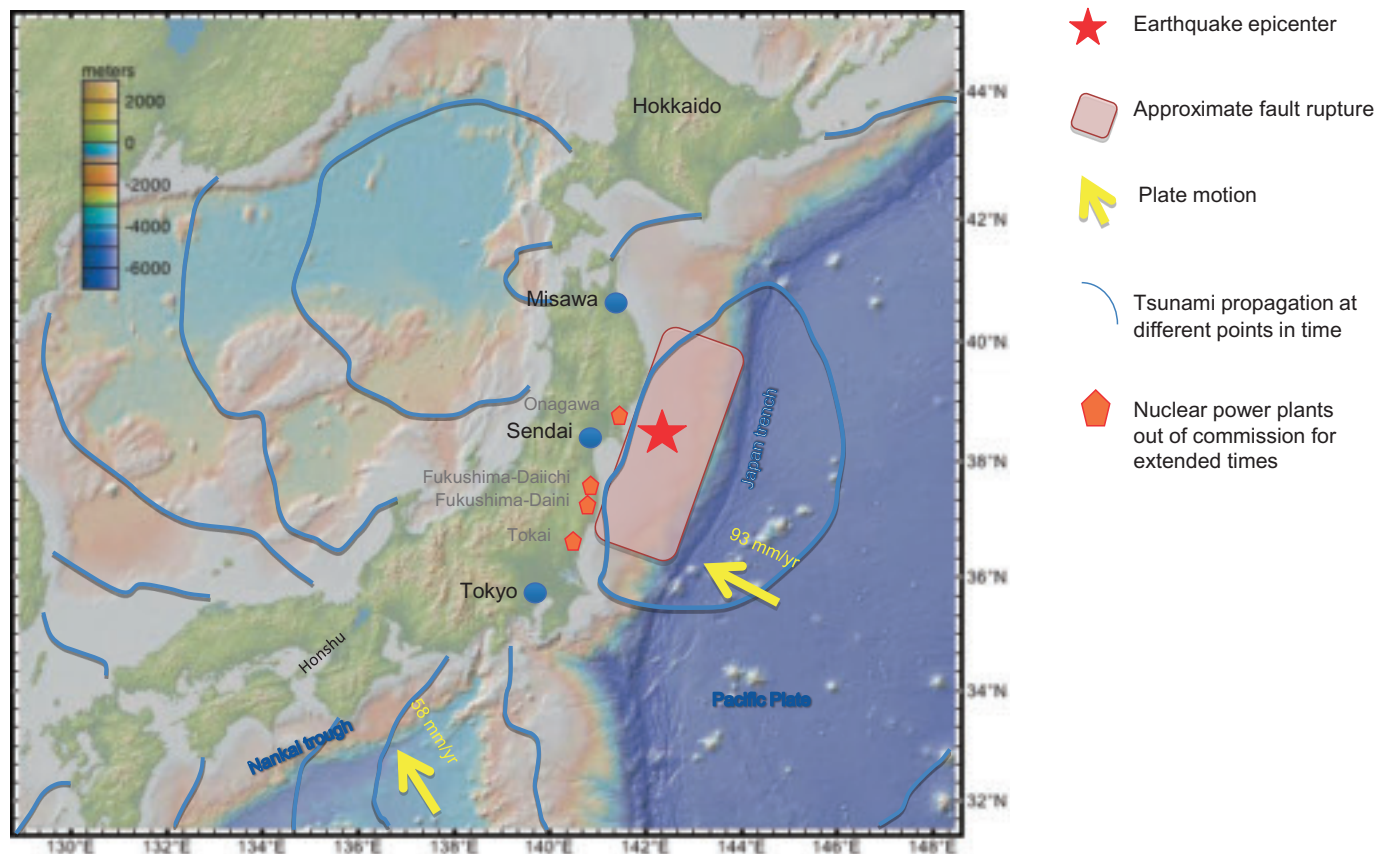 meters
2000
0
-2000
-4000
-6000
Hokkaido
Misawa
Onagawa
Sendai
Fukushima-Daiichi
Fukushima-Daini
Tokai
Tokyo
Honshu
Japan trench
93 mm/yr
58 mm/yr
Nankai trough
Pacific Plate
44°N
42°N
40°N
38°N
36°N
34°N
32°N
130°E
132°E
134°E
136°E
138°E
140°E
142°E
144°E
146°E
148°E
Earthquake epicenter
Approximate fault rupture
Plate motion
Tsunami propagation at
different points in time
Nuclear power plants
out of commission for
extended times